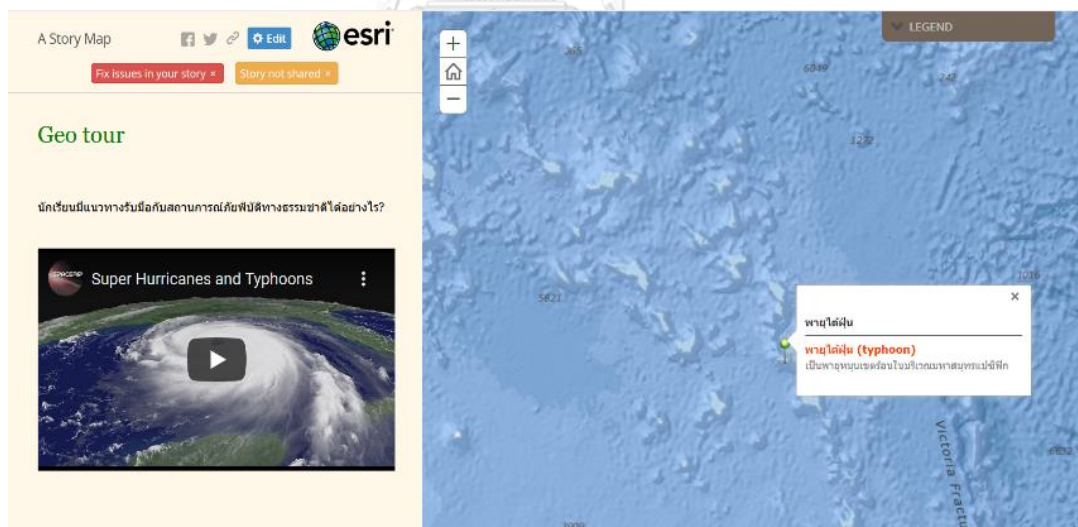 A Story Map
Edit
esri
Fix issues in your story ×
Story not shared ×
Geo tour
นักเรียนมีแนวทางรับมือกับสถานการณ์ภัยพิบัติทางธรรมชาติได้อย่างไร?
SPACERIP
Super Hurricanes and Typhoons
LEGEND
365
6049
242
1272
5821
1016
พายุไต้ฝุ่น
พายุไต้ฝุ่น (typhoon)
เป็นพายุหมุนเขตร้อนในบริเวณมหาสมุทรแปซิฟิก
Victoria Fract